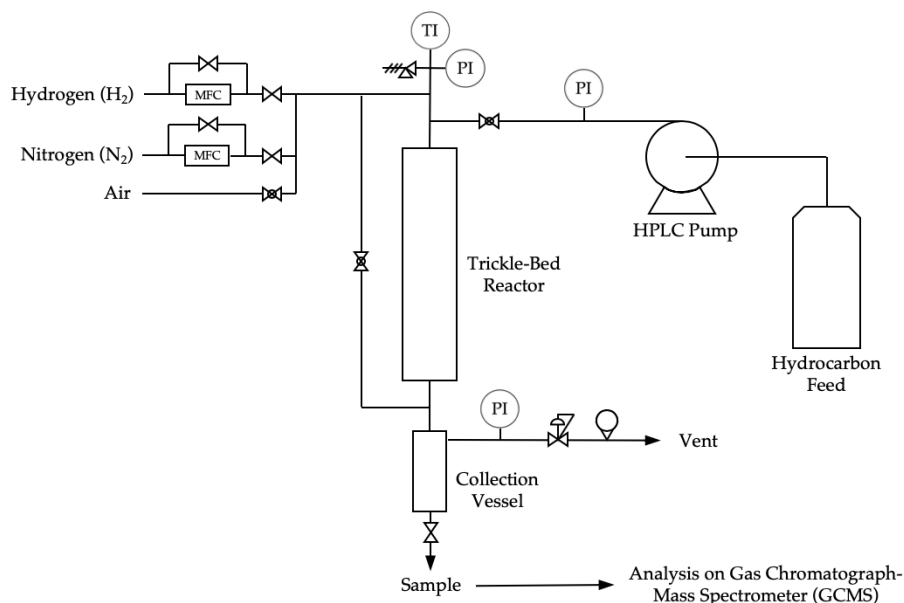 TI
PI
PI
Hydrogen (H₂)
MFC
Nitrogen (N₂)
MFC
Air
HPLC Pump
Trickle-Bed
Reactor
Hydrocarbon
Feed
PI
Vent
Collection
Vessel
Sample
Analysis on Gas Chromatograph-
Mass Spectrometer (GCMS)